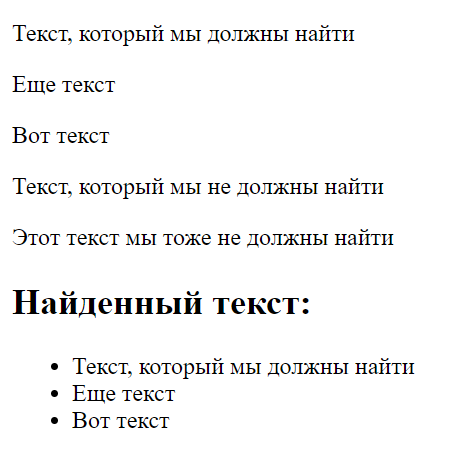 Текст, который мы должны найти
Еще текст
Вот текст
Текст, который мы не должны найти
Этот текст мы тоже не должны найти
Найденный текст:
• Текст, который мы должны найти
• Еще текст
• Вот текст